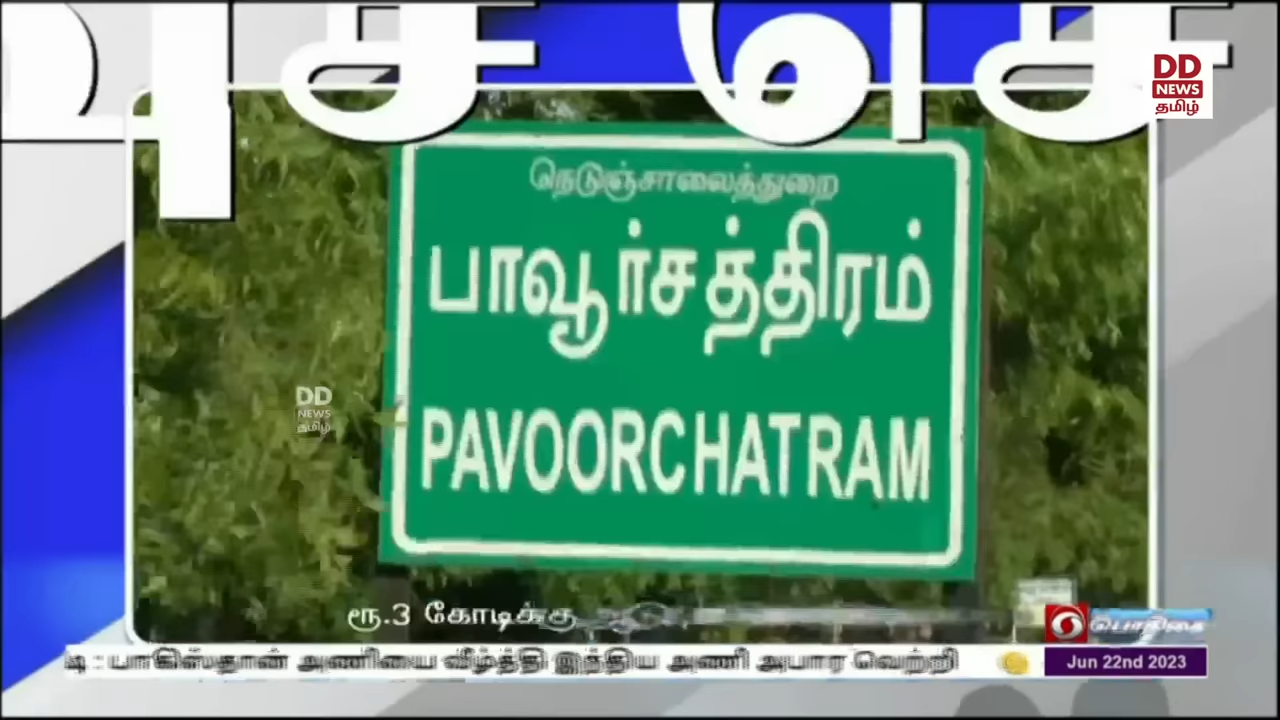 DD
NEWS
தமிழ்
நெடுஞ்சாலைத்துறை
பாவூர்சத்திரம்
PAVOORCHATRAM
DD
NEWS
தமிழ்
ரூ.3 கோடிக்கு
பொதிகை
பாகிஸ்தான் அணியை வீழ்த்தி இந்திய அணி அபார வெற்றி
Jun 22nd 2023